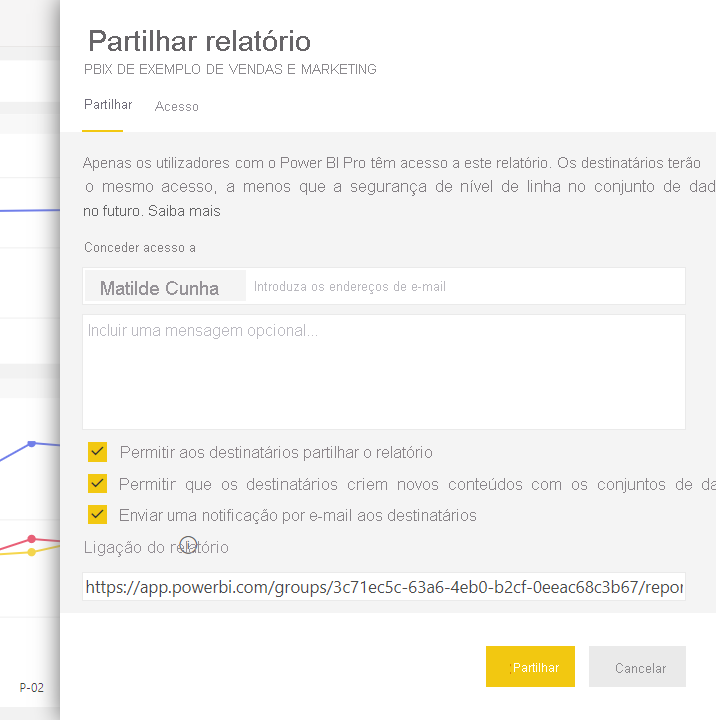 Partilhar relatório
PBIX DE EXEMPLO DE VENDAS E MARKETING
Partilhar Acesso
Apenas os utilizadores com o Power BI Pro têm acesso a este relatório. Os destinatários terão
o mesmo acesso, a menos que a segurança de nível de linha no conjunto de dad
no futuro. Saiba mais
Conceder acesso a
Matilde Cunha Introduza os endereços de e-mail
Incluir uma mensagem opcional...
Permitir aos destinatários partilhar o relatório
Permitir que os destinatários criem novos conteúdos com os conjuntos de da
Enviar uma notificação por e-mail aos destinatários
Ligação do relatório
https://app.powerbi.com/groups/3c71ec5c-63a6-4eb0-b2cf-0eeac68c3b67/repor
Partilhar Cancelar
P-02